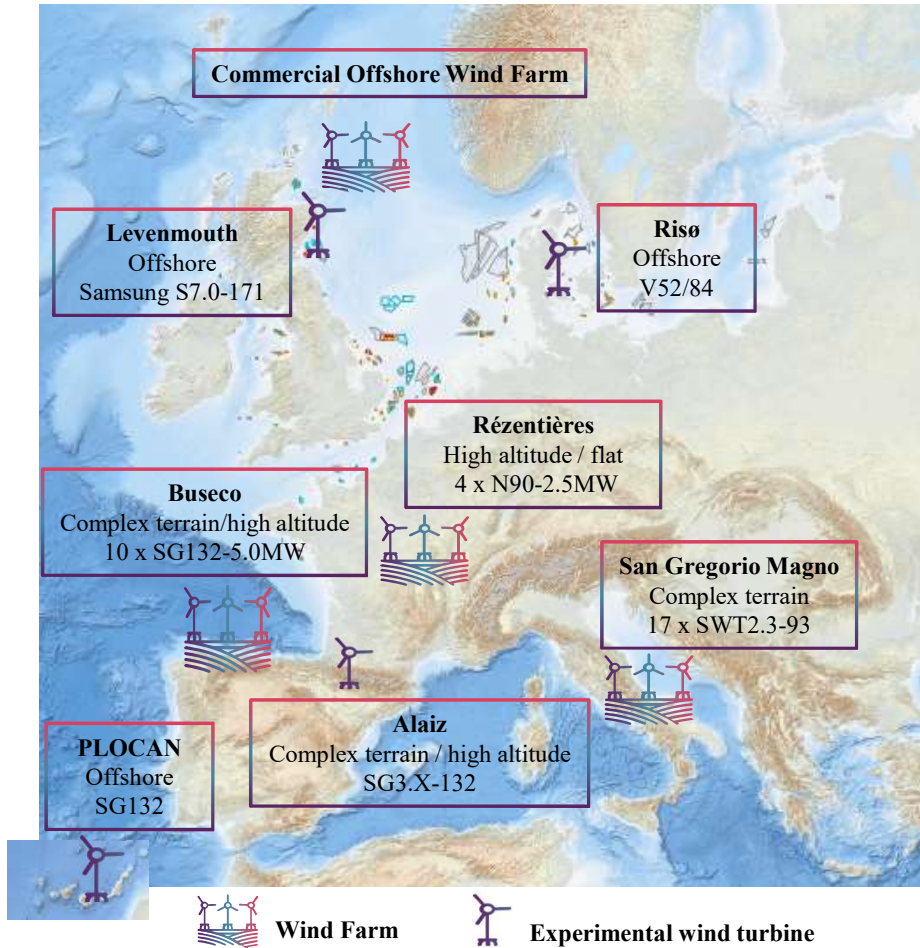 Commercial Offshore Wind Farm
Levenmouth
Offshore
Samsung S7.0-171
Risø
Offshore
V52/84
Rézentières
High altitude / flat
4 x N90-2.5MW
Buseco
Complex terrain/high altitude
10 x SG132-5.0MW
San Gregorio Magno
Complex terrain
17 x SWT2.3-93
Alaiz
Complex terrain / high altitude
SG3.X-132
PLOCAN
Offshore
SG132
Wind Farm
Experimental wind turbine